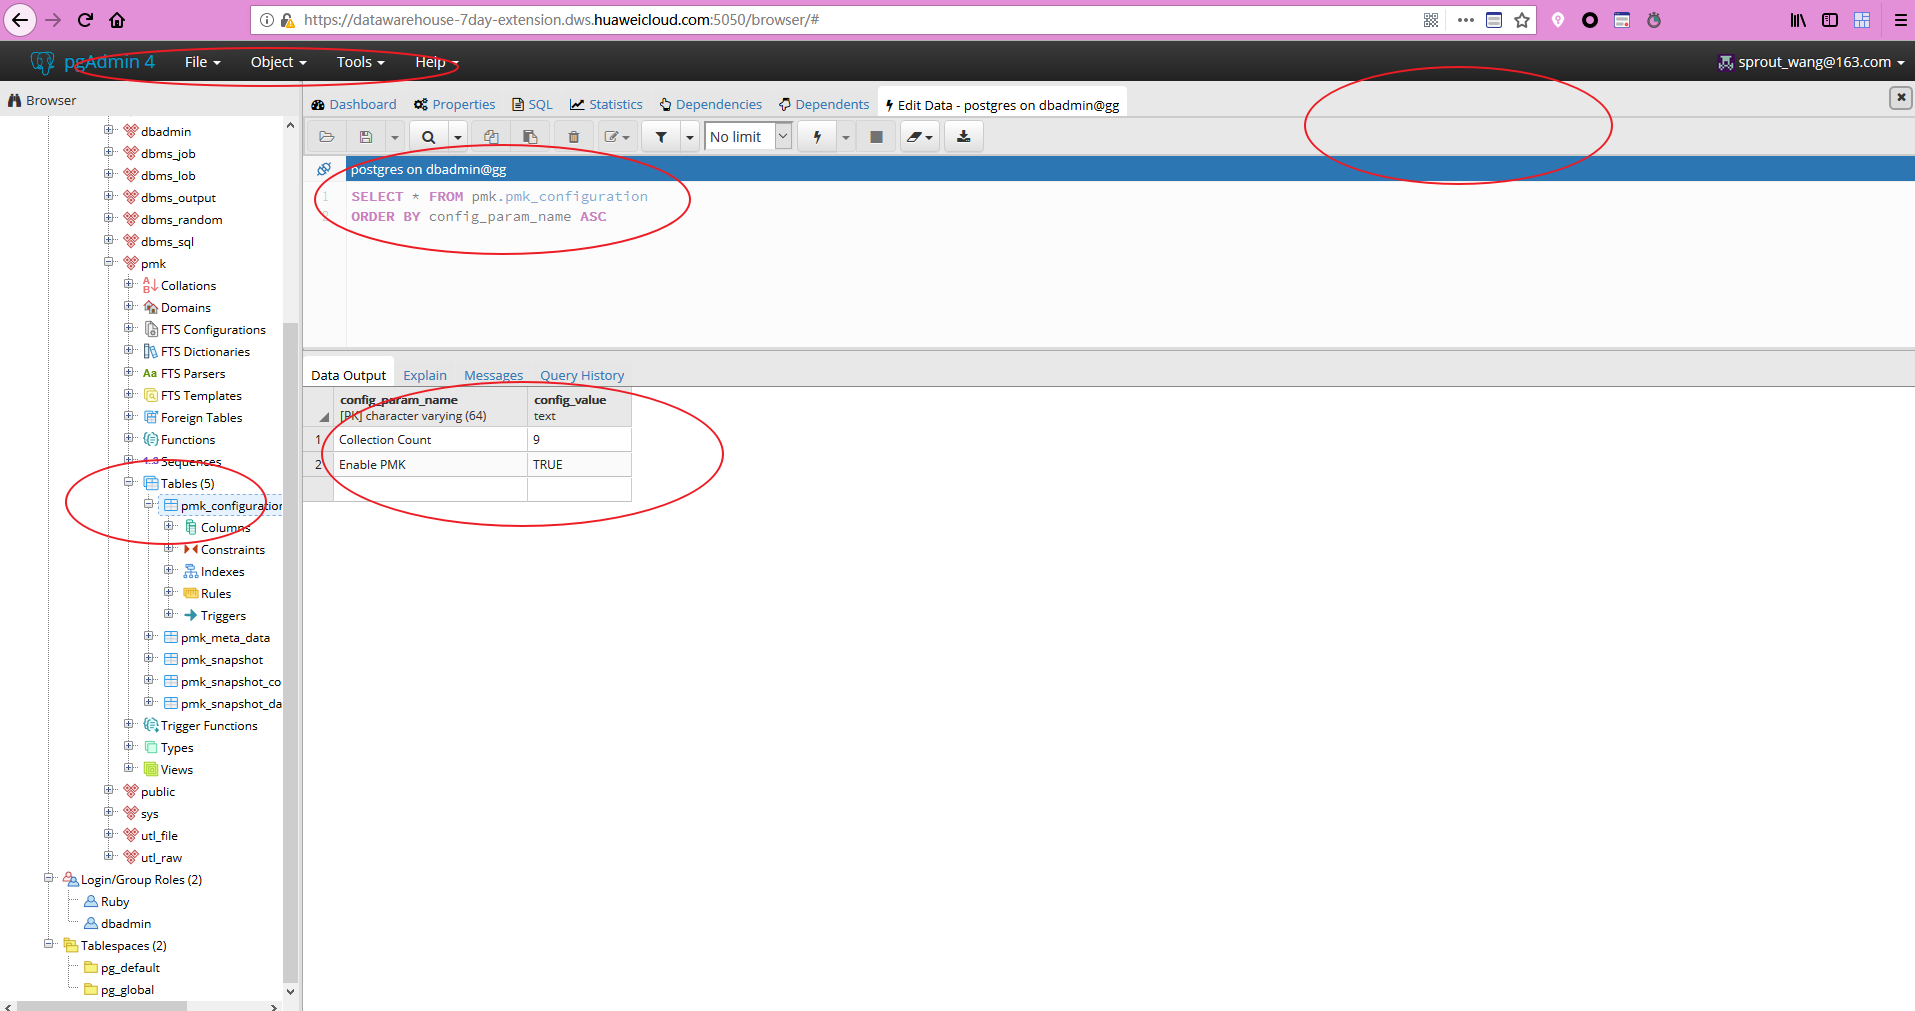 https://datawarehouse-7day-extension.dws.huaweicloud.com:5050/browser/#
pgAdmin 4 File Object Tools Help sprout_wang@163.com
Browser
Dashboard Properties SQL Statistics Dependencies Dependents Edit Data - postgres on dbadmin@gg
No limit
dbadmin
dbms_job
dbms_lob
dbms_output
dbms_random
dbms_sql
pmk
Collations
Domains
FTS Configurations
FTS Dictionaries
Aa FTS Parsers
FTS Templates
Foreign Tables
Functions
1..3 Sequences
Tables (5)
pmk_configuration
Columns
Constraints
Indexes
Rules
Triggers
pmk_meta_data
pmk_snapshot
pmk_snapshot_co
pmk_snapshot_da
Trigger Functions
Types
Views
public
sys
utl_file
utl_raw
Login/Group Roles (2)
Ruby
dbadmin
Tablespaces (2)
pg_default
pg_global
postgres on dbadmin@gg
1 SELECT * FROM pmk.pmk_configuration
2 ORDER BY config_param_name ASC
Data Output Explain Messages Query History
config_param_name config_value
[PK] character varying (64) text
1 Collection Count 9
2 Enable PMK TRUE